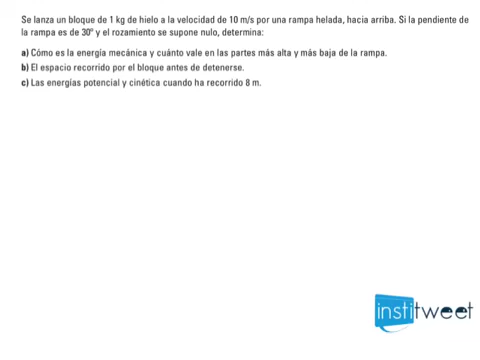 Se lanza un bloque de 1 kg de hielo a la velocidad de 10 m/s por una rampa helada, hacia arriba. Si la pendiente de
la rampa es de 30º y el rozamiento se supone nulo, determina:
a) Cómo es la energía mecánica y cuánto vale en las partes más alta y más baja de la rampa.
b) El espacio recorrido por el bloque antes de detenerse.
c) Las energías potencial y cinética cuando ha recorrido 8 m.
institweet